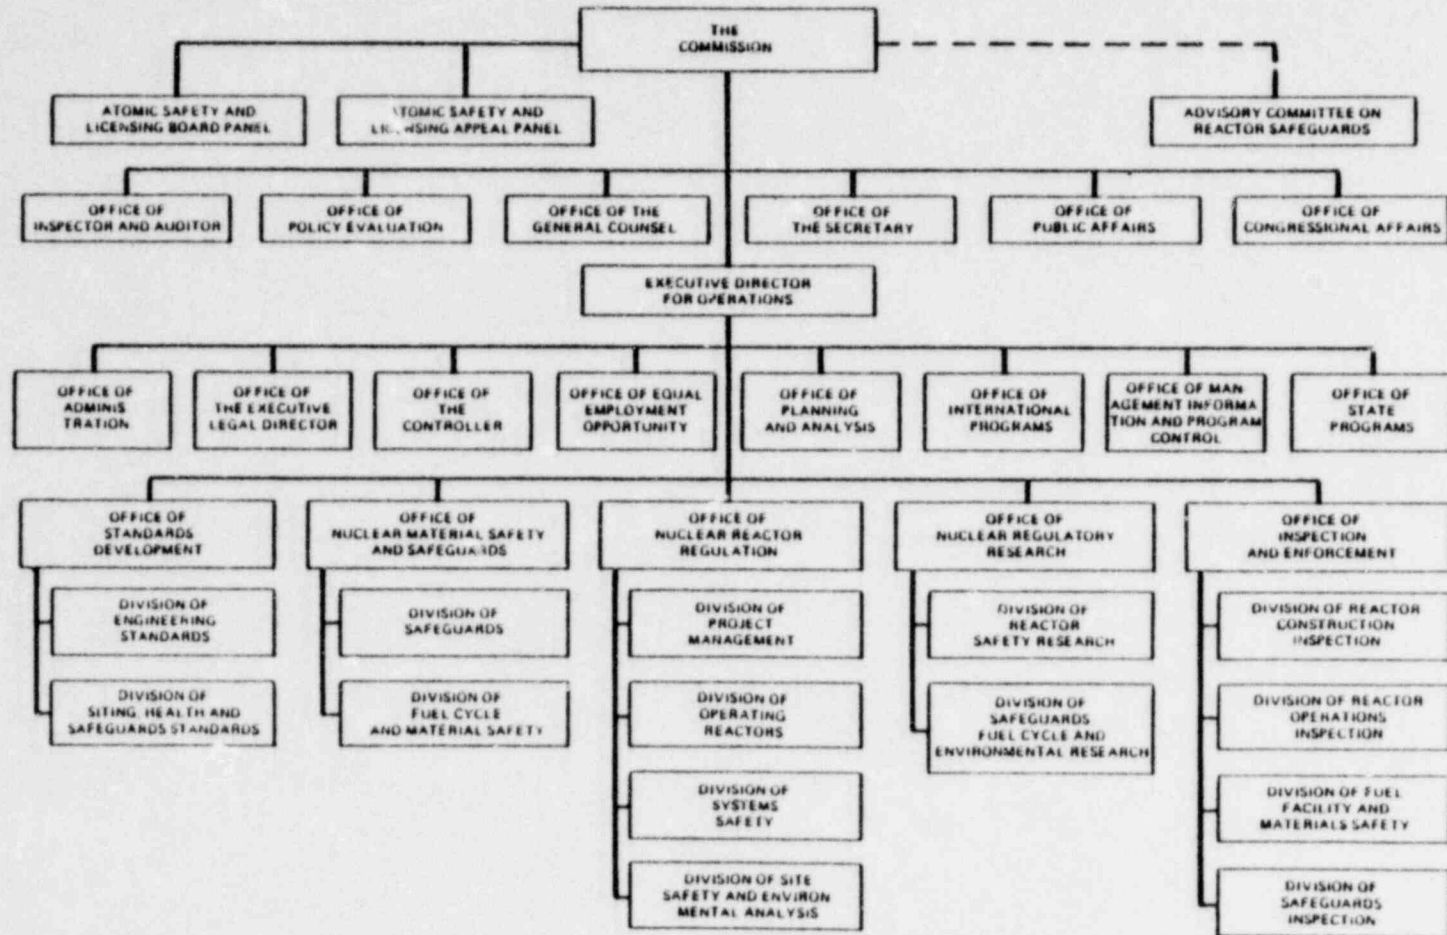 THE
COMMISSION
ATOMIC SAFETY AND
LICENSING BOARD PANEL
ATOMIC SAFETY AND
LICENSING APPEAL PANEL
ADVISORY COMMITTEE ON
REACTOR SAFEGUARDS
OFFICE OF
INSPECTOR AND AUDITOR
OFFICE OF
POLICY EVALUATION
OFFICE OF THE
GENERAL COUNSEL
OFFICE OF
THE SECRETARY
OFFICE OF
PUBLIC AFFAIRS
OFFICE OF
CONGRESSIONAL AFFAIRS
EXECUTIVE DIRECTOR
FOR OPERATIONS
OFFICE OF
ADMINIS
TRATION
OFFICE OF
THE EXECUTIVE
LEGAL DIRECTOR
OFFICE OF
THE
CONTROLLER
OFFICE OF EQUAL
EMPLOYMENT
OPPORTUNITY
OFFICE OF
PLANNING
AND ANALYSIS
OFFICE OF
INTERNATIONAL
PROGRAMS
OFFICE OF MAN
AGEMENT INFORMA
TION AND PROGRAM
CONTROL
OFFICE OF
STATE
PROGRAMS
OFFICE OF
STANDARDS
DEVELOPMENT
DIVISION OF
ENGINEERING
STANDARDS
DIVISION OF
SITING, HEALTH AND
SAFEGUARDS STANDARDS
OFFICE OF
NUCLEAR MATERIAL SAFETY
AND SAFEGUARDS
DIVISION OF
SAFEGUARDS
DIVISION OF
FUEL CYCLE
AND MATERIAL SAFETY
OFFICE OF
NUCLEAR REACTOR
REGULATION
DIVISION OF
PROJECT
MANAGEMENT
DIVISION OF
OPERATING
REACTORS
DIVISION OF
SYSTEMS
SAFETY
DIVISION OF SITE
SAFETY AND ENVIRON
MENTAL ANALYSIS
OFFICE OF
NUCLEAR REGULATORY
RESEARCH
DIVISION OF
REACTOR
SAFETY RESEARCH
DIVISION OF
SAFEGUARDS
FUEL CYCLE AND
ENVIRONMENTAL RESEARCH
OFFICE OF
INSPECTION
AND ENFORCEMENT
DIVISION OF REACTOR
CONSTRUCTION
INSPECTION
DIVISION OF REACTOR
OPERATIONS
INSPECTION
DIVISION OF FUEL
FACILITY AND
MATERIALS SAFETY
DIVISION OF
SAFEGUARDS
INSPECTION